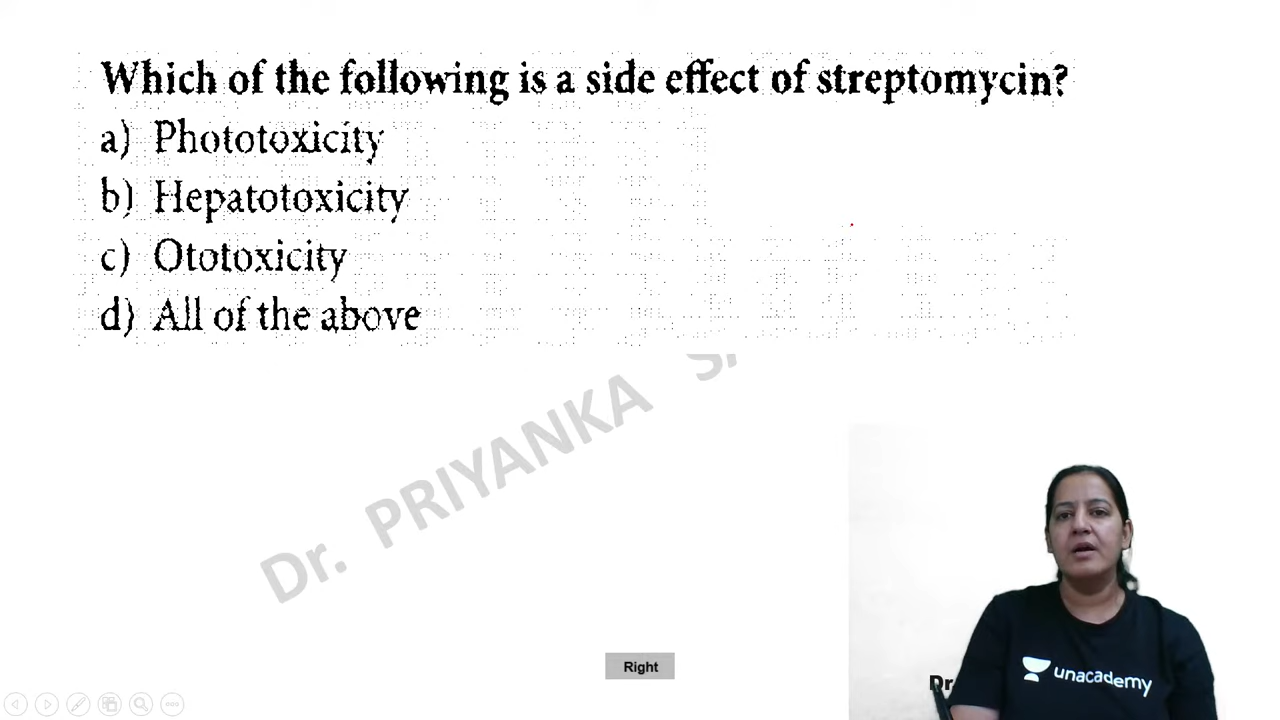 Which of the following is a side effect of streptomycin?
a) Phototoxicity
b) Hepatotoxicity
c) Ototoxicity
d) All of the above
Dr. PRIYANKA
Right
Dr
unacademy